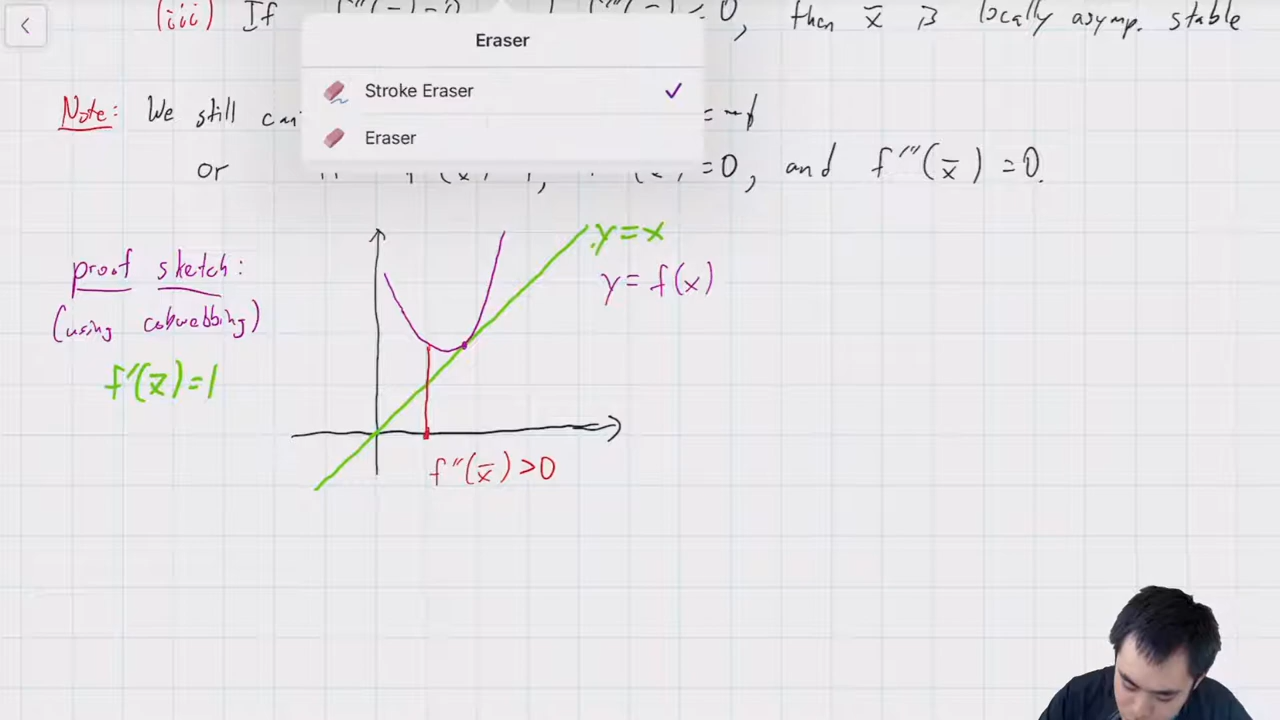 (iii) If = 0, then x̄ is locally asymp. stable
Eraser
Stroke Eraser
Eraser
Note: We still
or =0, and f'''(x̄) =0.
y=x
y= f(x)
proof sketch:
(using cobwebbing)
f'(x̄)=1
f''(x̄)>0